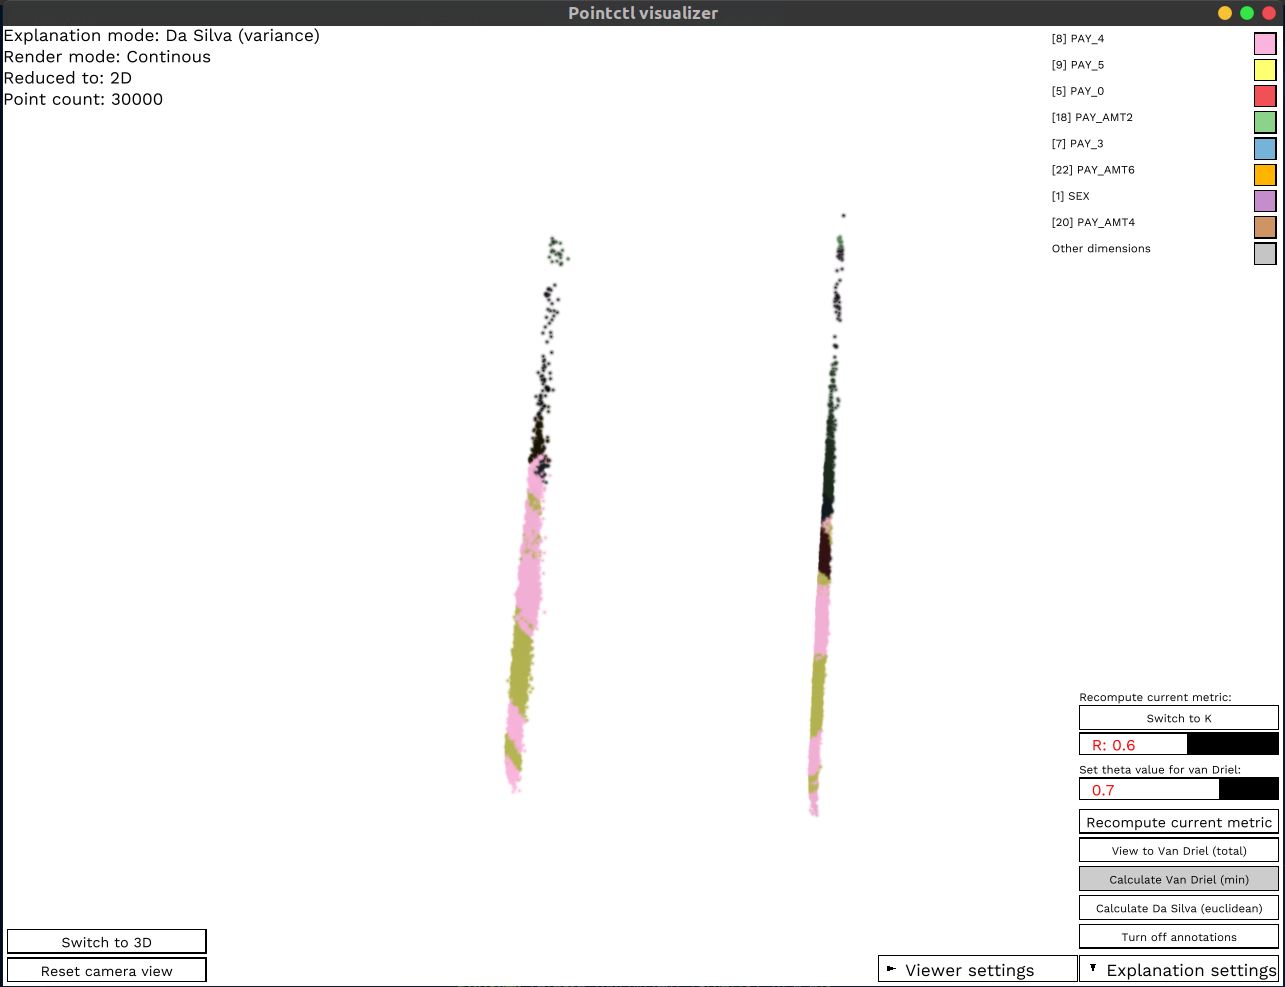 Pointctl visualizer
Explanation mode: Da Silva (variance)
Render mode: Continous
Reduced to: 2D
Point count: 30000
[8] PAY_4
[9] PAY_5
[5] PAY_0
[18] PAY_AMT2
[7] PAY_3
[22] PAY_AMT6
[1] SEX
[20] PAY_AMT4
Other dimensions
Recompute current metric:
Switch to K
R: 0.6
Set theta value for van Driel:
0.7
Recompute current metric
View to Van Driel (total)
Calculate Van Driel (min)
Calculate Da Silva (euclidean)
Turn off annotations
Switch to 3D
Reset camera view
Viewer settings
Explanation settings